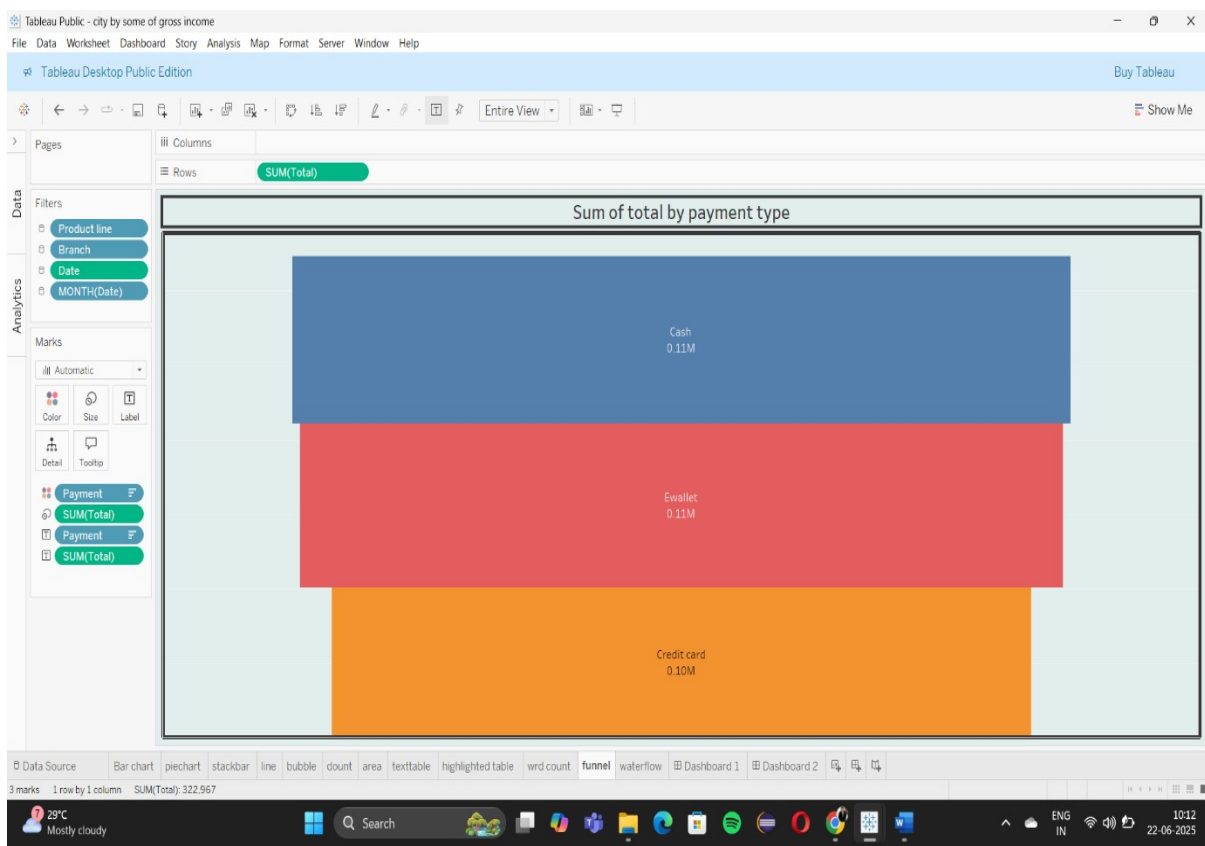 Tableau Public - city by some of gross income
File Data Worksheet Dashboard Story Analysis Map Format Server Window Help
Tableau Desktop Public Edition
Buy Tableau
Entire View
Show Me
Pages
Columns
Rows
SUM(Total)
Data
Analytics
Filters
Product line
Branch
Date
MONTH(Date)
Marks
Automatic
Color Size Label
Detail Tooltip
Payment
SUM(Total)
Payment
SUM(Total)
Sum of total by payment type
Cash
0.11M
Ewallet
0.11M
Credit card
0.10M
Data Source Bar chart piechart stackbar line bubble dount area texttable highlighted table wrd count funnel waterflow Dashboard 1 Dashboard 2
3 marks 1 row by 1 column SUM(Total): 322,967
7
29°C
Mostly cloudy
Search
ENG
IN
10:12
22-06-2025